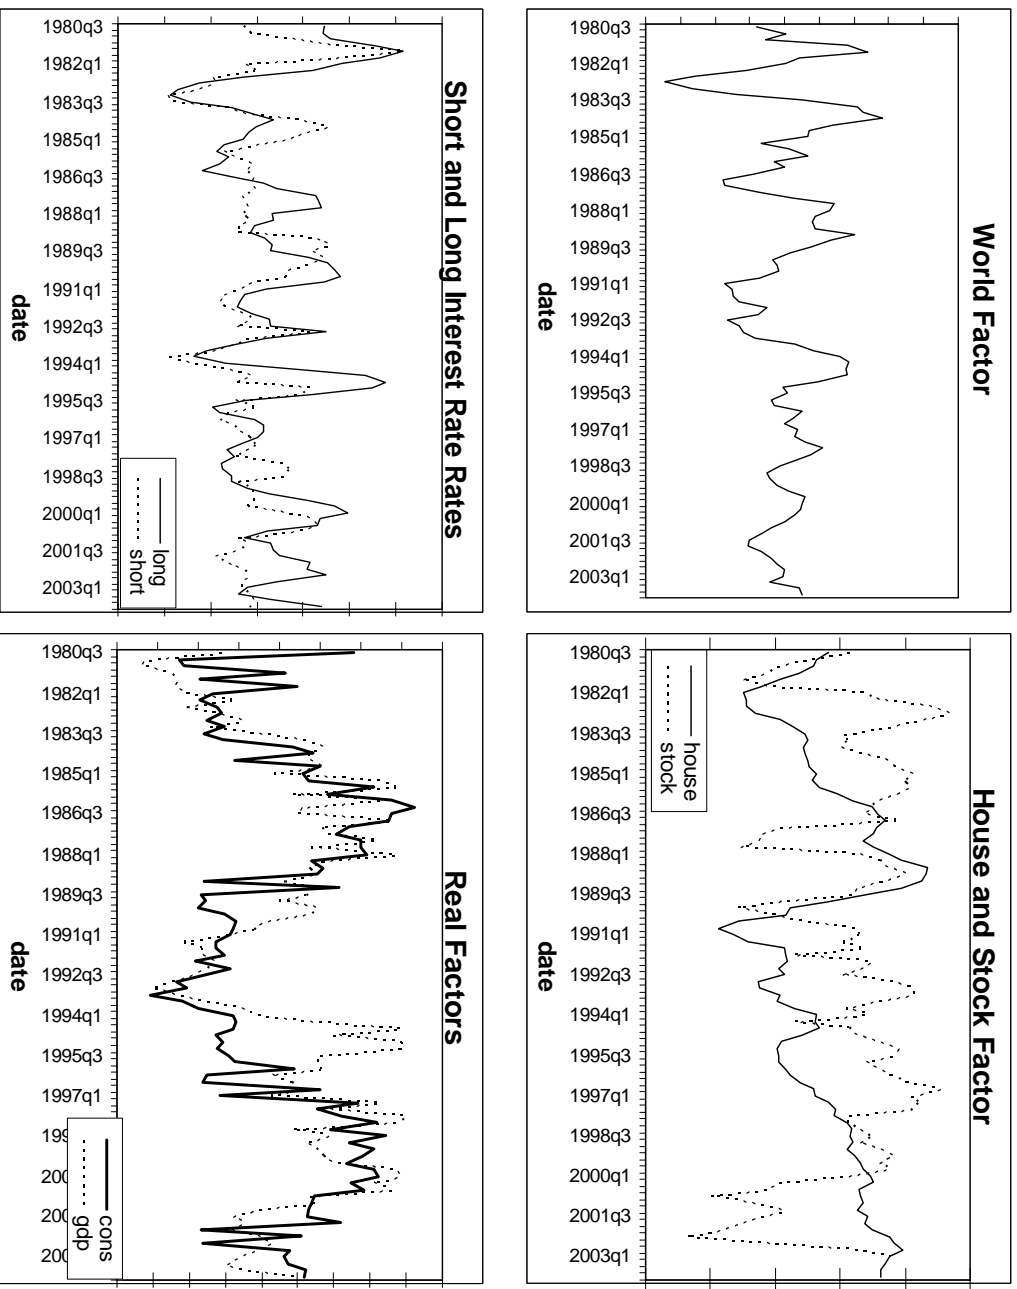 Short and Long Interest Rate Rates
1980q3
1982q1
1983q3
1985q1
1986q3
1988q1
1989q3
1991q1
1992q3
1994q1
1995q3
1997q1
1998q3
2000q1
2001q3
2003q1
date
long
short
World Factor
1980q3
1982q1
1983q3
1985q1
1986q3
1988q1
1989q3
1991q1
1992q3
1994q1
1995q3
1997q1
1998q3
2000q1
2001q3
2003q1
date
Real Factors
1980q3
1982q1
1983q3
1985q1
1986q3
1988q1
1989q3
1991q1
1992q3
1994q1
1995q3
1997q1
199
200
200
200
date
cons
gdp
House and Stock Factor
1980q3
1982q1
1983q3
1985q1
1986q3
1988q1
1989q3
1991q1
1992q3
1994q1
1995q3
1997q1
1998q3
2000q1
2001q3
2003q1
date
house
stock